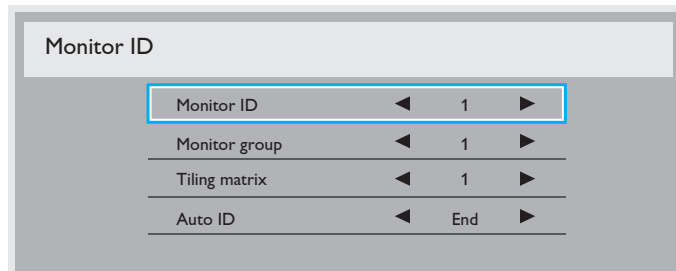 Monitor ID
Monitor ID ◀ 1 ▶
Monitor group ◀ 1 ▶
Tiling matrix ◀ 1 ▶
Auto ID ◀ End ▶